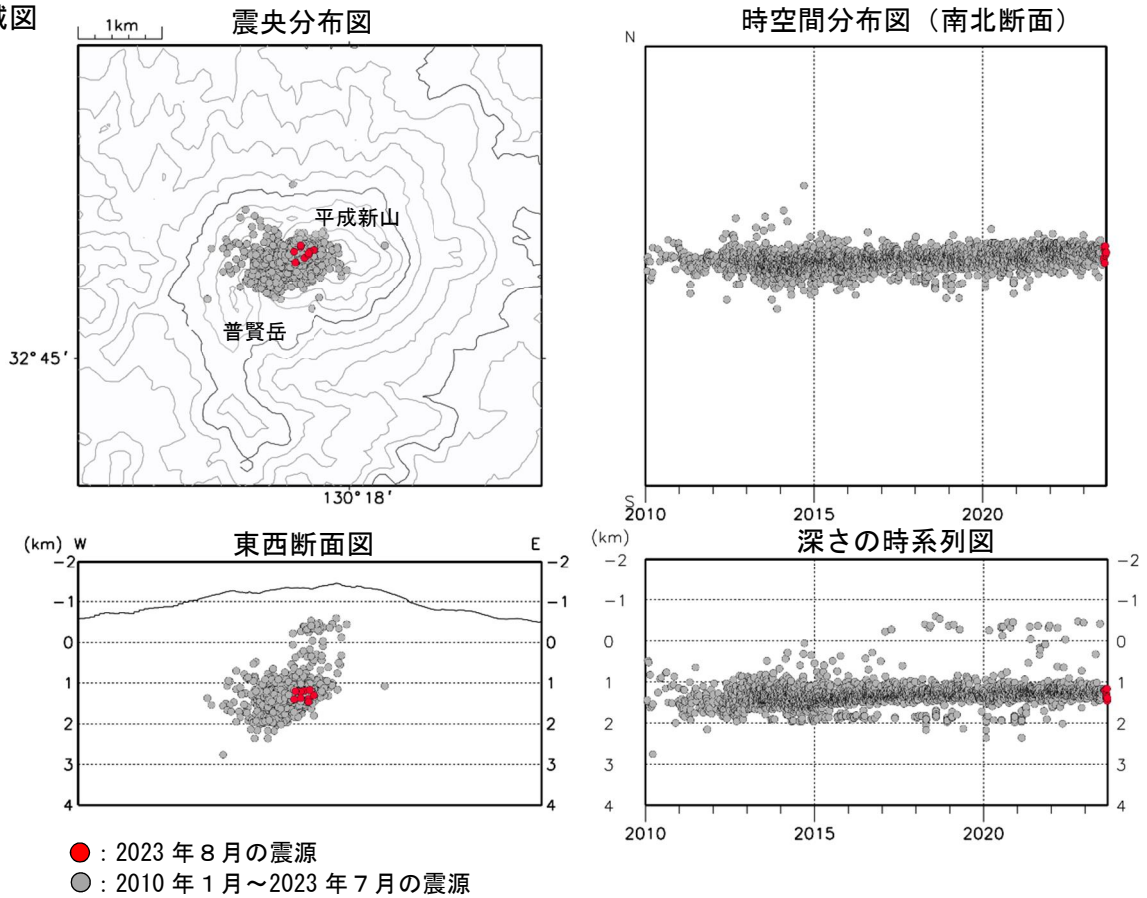 域図
1km
震央分布図
平成新山
普賢岳
32°45′
130°18′
時空間分布図（南北断面）
N
S
2010 2015 2020
東西断面図
(km) W E
-2 -2
-1 -1
0 0
1 1
2 2
3 3
4 4
深さの時系列図
(km)
-2 -2
-1 -1
0 0
1 1
2 2
3 3
4 4
2010 2015 2020
：2023 年８月の震源
：2010 年１月～2023 年７月の震源